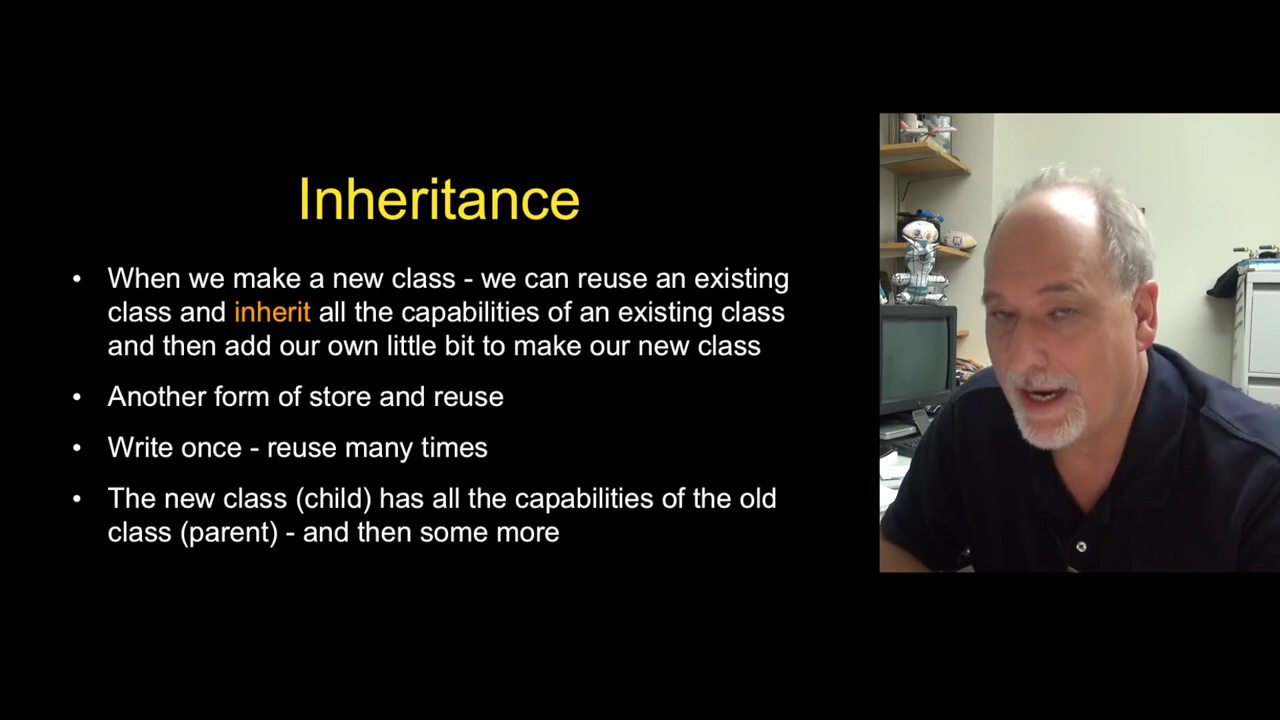 Inheritance
• When we make a new class - we can reuse an existing
class and inherit all the capabilities of an existing class
and then add our own little bit to make our new class
• Another form of store and reuse
• Write once - reuse many times
• The new class (child) has all the capabilities of the old
class (parent) - and then some more